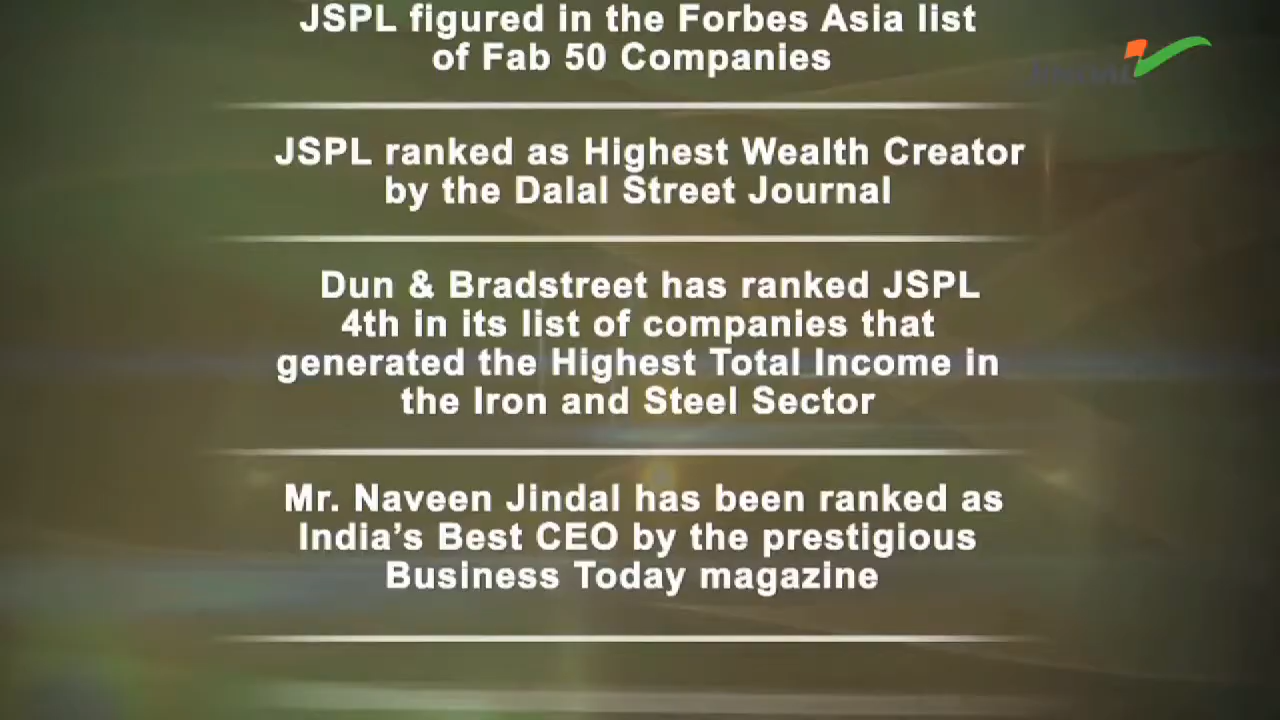 JSPL figured in the Forbes Asia list
of Fab 50 Companies
JSPL ranked as Highest Wealth Creator
by the Dalal Street Journal
Dun & Bradstreet has ranked JSPL
4th in its list of companies that
generated the Highest Total Income in
the Iron and Steel Sector
Mr. Naveen Jindal has been ranked as
India’s Best CEO by the prestigious
Business Today magazine